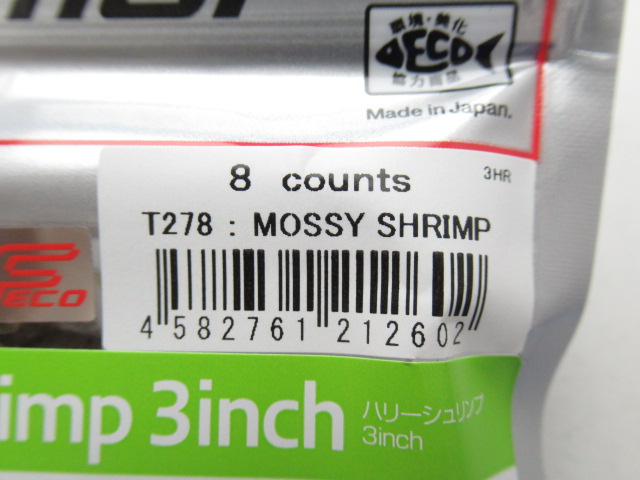 環境・美化
ECO
協力商品
Made in Japan.
8 counts
3HR
T278 : MOSSY SHRIMP
ECO
4 582761 212602
imp 3inch
ハリーシュリンプ
3inch